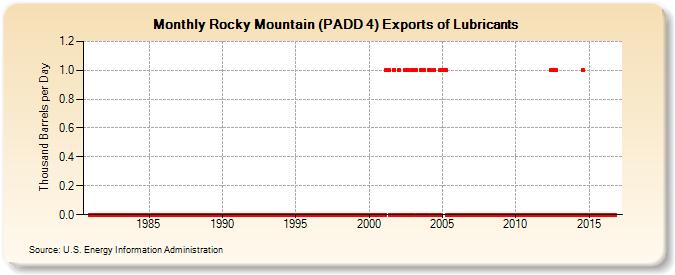 Monthly Rocky Mountain (PADD 4) Exports of Lubricants
Thousand Barrels per Day
1.2
1.0
0.8
0.6
0.4
0.2
0.0
1985 1990 1995 2000 2005 2010 2015
Source: U.S. Energy Information Administration